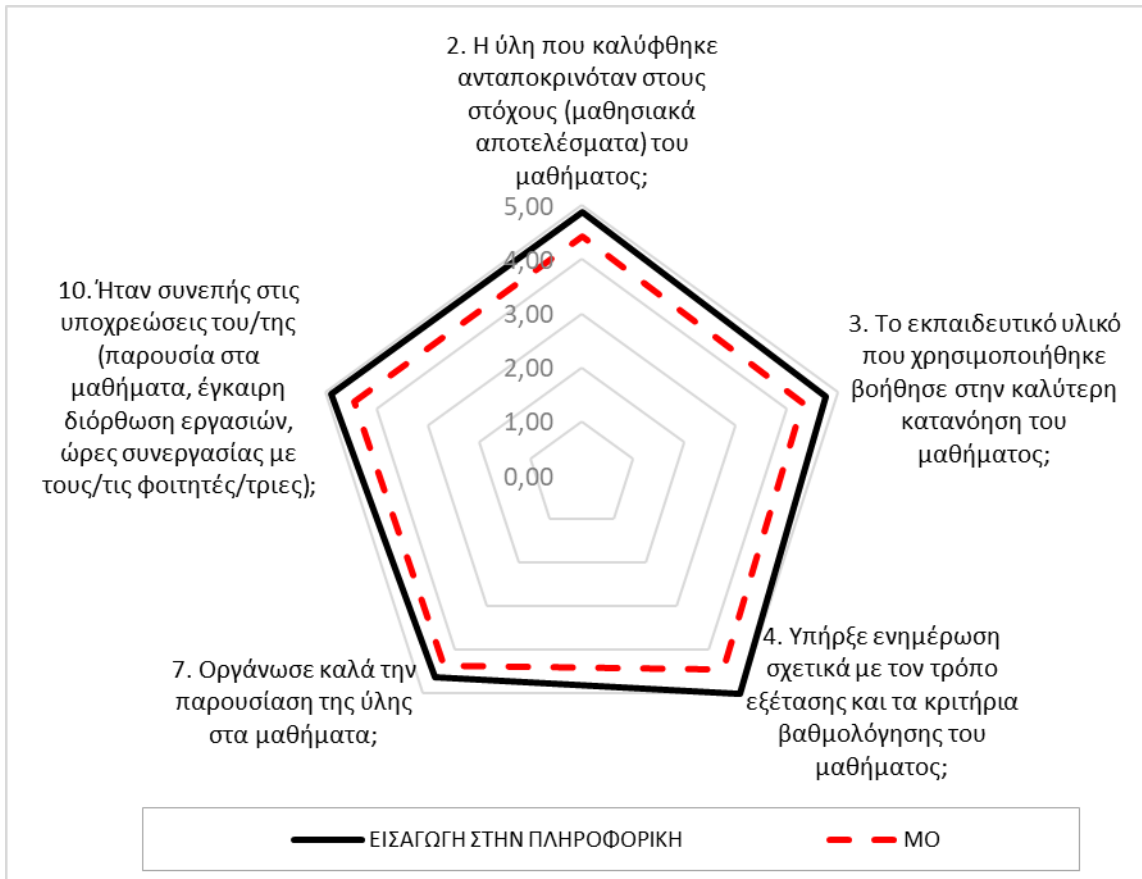 2. Η ύλη που καλύφθηκε
ανταποκρινόταν στους
στόχους (μαθησιακά
αποτελέσματα) του
μαθήματος;
5,00
4,00
3,00
2,00
1,00
0,00
3. Το εκπαιδευτικό υλικό
που χρησιμοποιήθηκε
βοήθησε στην καλύτερη
κατανόηση του
μαθήματος;
4. Υπήρξε ενημέρωση
σχετικά με τον τρόπο
εξέτασης και τα κριτήρια
βαθμολόγησης του
μαθήματος;
7. Οργάνωσε καλά την
παρουσίαση της ύλης
στα μαθήματα;
10. Ήταν συνεπής στις
υποχρεώσεις του/της
(παρουσία στα
μαθήματα, έγκαιρη
διόρθωση εργασιών,
ώρες συνεργασίας με
τους/τις φοιτητές/τριες);
ΕΙΣΑΓΩΓΗ ΣΤΗΝ ΠΛΗΡΟΦΟΡΙΚΗ
ΜΟ